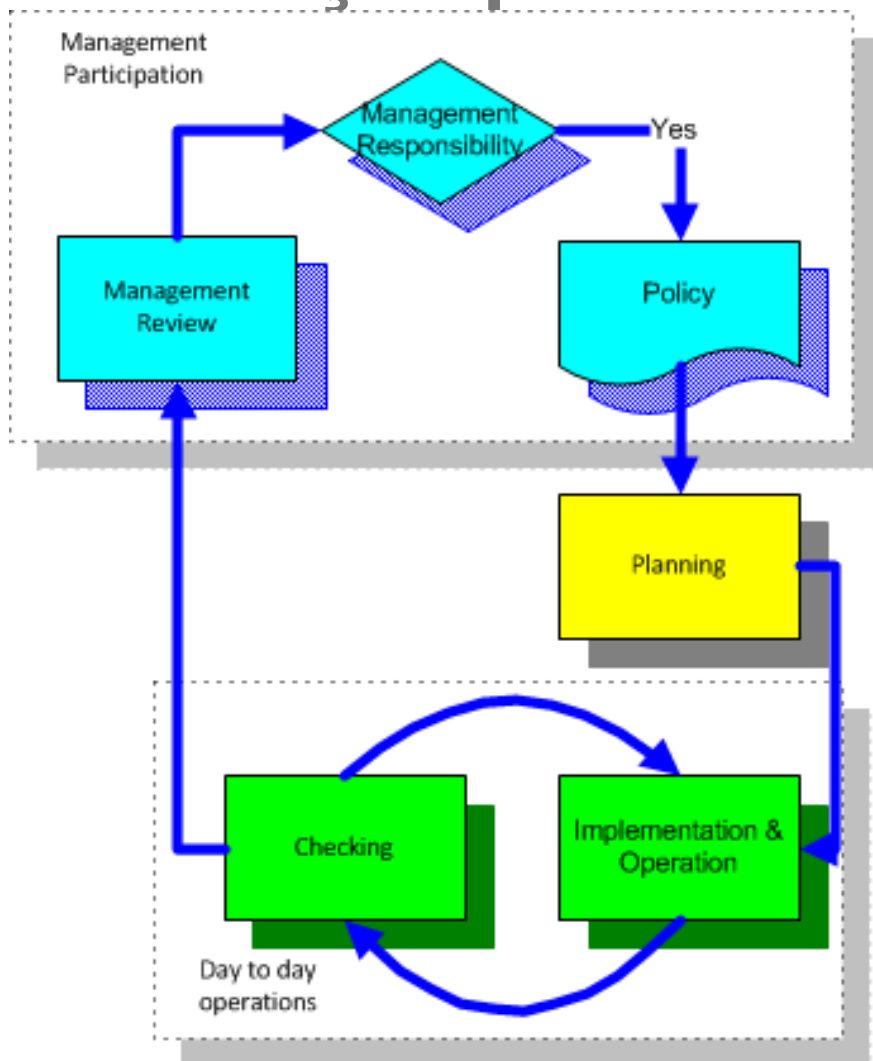 Management
Participation
Management
Responsibility
Yes
Management
Review
Policy
Planning
Checking
Implementation &
Operation
Day to day
operations